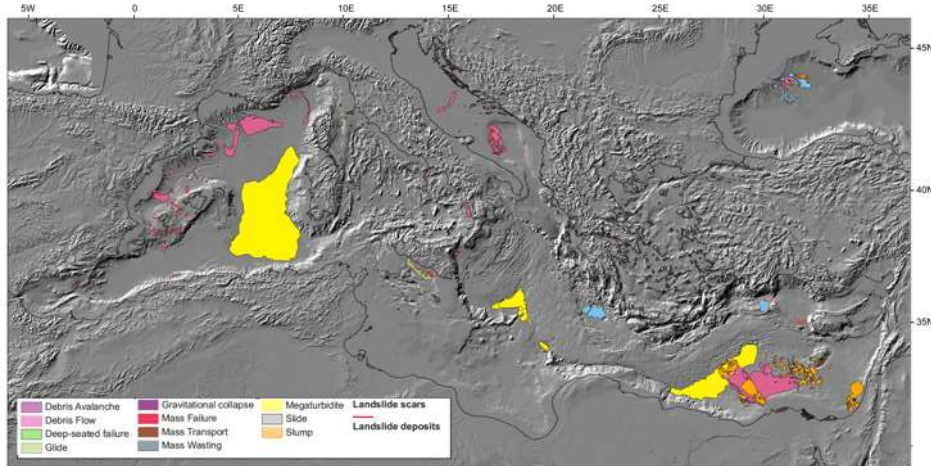 5W 0 5E 10E 15E 20E 25E 30E 35E
45N
40N
35N
Debris Avalanche
Debris Flow
Deep-seated failure
Glide
Gravitational collapse
Mass Failure
Mass Transport
Mass Wasting
Megaturbidite
Slide
Slump
Landslide scars
Landslide deposits